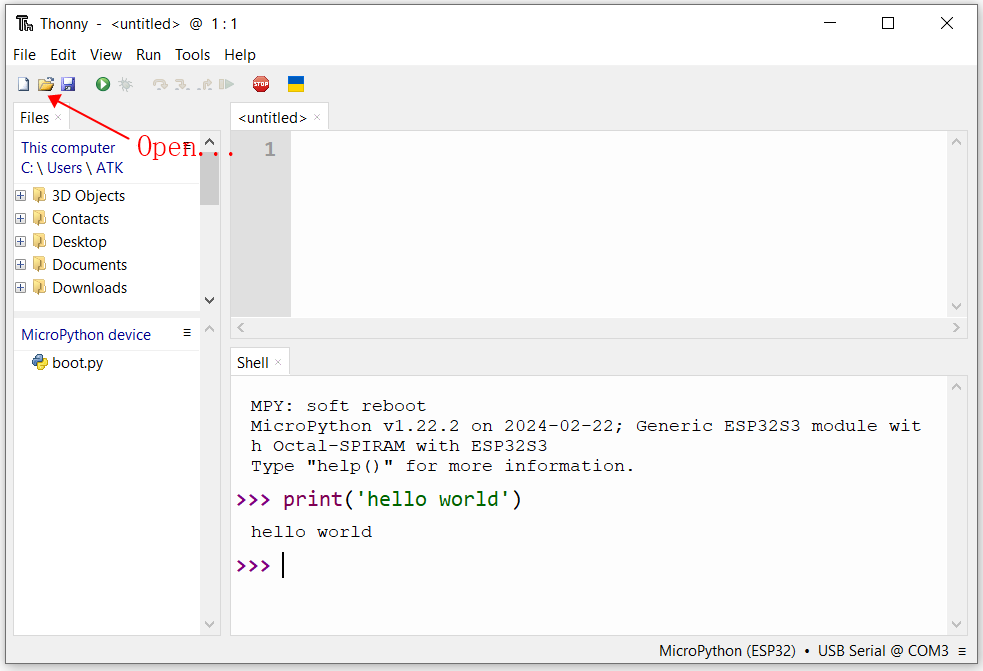 Thonny - <untitled> @ 1 : 1
File Edit View Run Tools Help
STOP
Files ×
<untitled> ×
Open...
This computer
C: \ Users \ ATK
1
3D Objects
Contacts
Desktop
Documents
Downloads
MicroPython device
boot.py
Shell ×
MPY: soft reboot
MicroPython v1.22.2 on 2024-02-22; Generic ESP32S3 module wit
h Octal-SPIRAM with ESP32S3
Type "help()" for more information.
>>> print('hello world')
hello world
>>>
MicroPython (ESP32) • USB Serial @ COM3 ≡